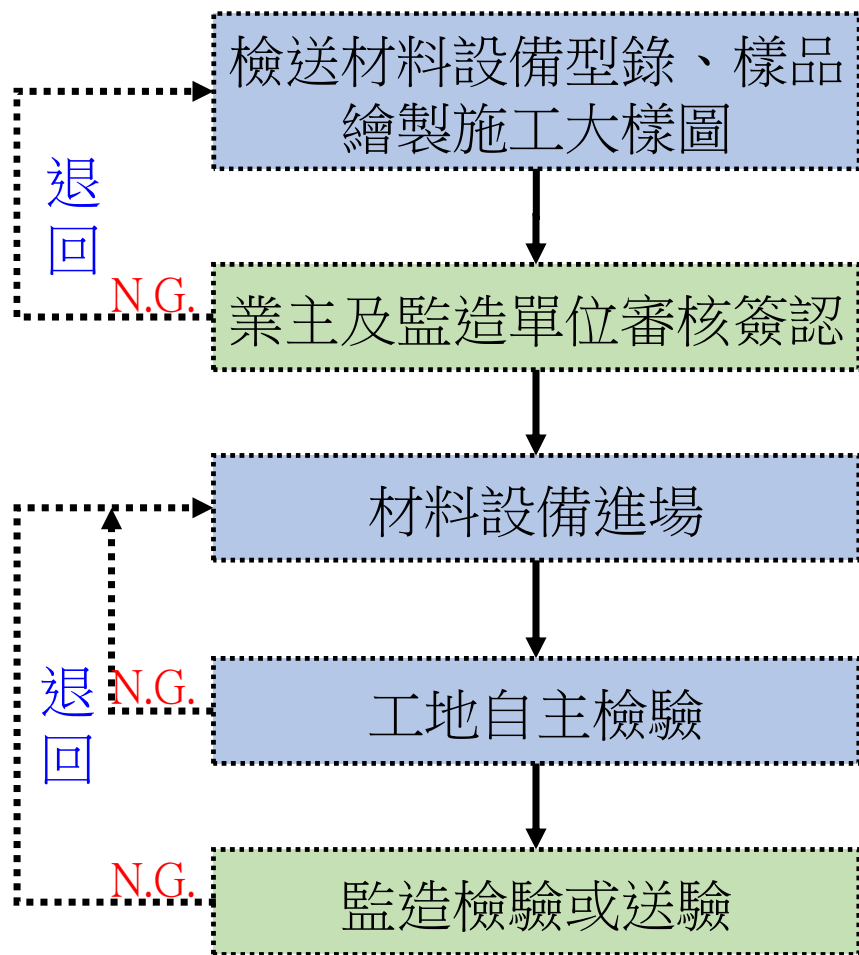 檢送材料設備型錄、樣品
繪製施工大樣圖
退
回
N.G.
業主及監造單位審核簽認
材料設備進場
退
回
N.G.
工地自主檢驗
N.G.
監造檢驗或送驗